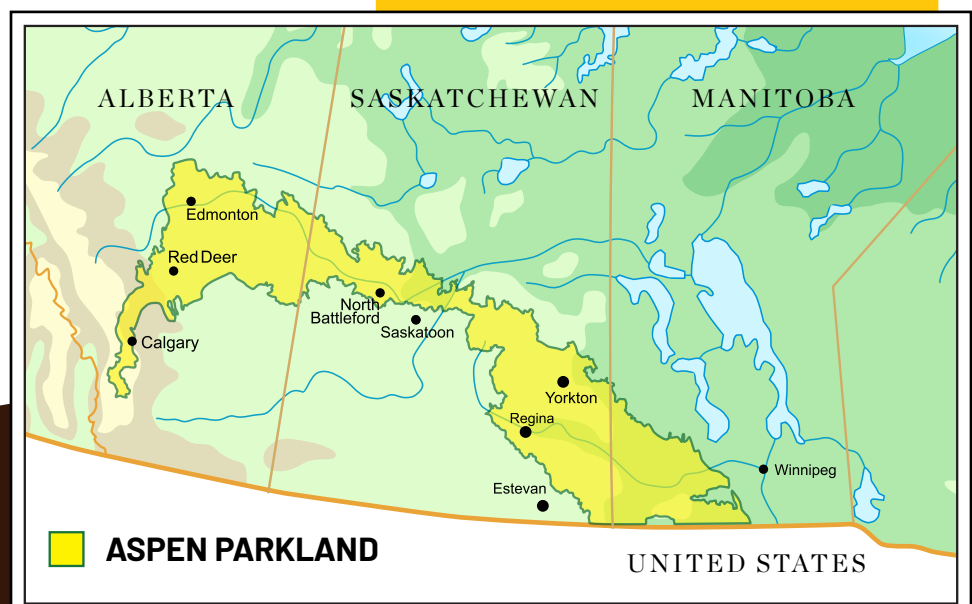 ALBERTA
SASKATCHEWAN
MANITOBA
Edmonton
Red Deer
North
Battleford
Saskatoon
Calgary
Yorkton
Regina
Winnipeg
Estevan
ASPEN PARKLAND
UNITED STATES